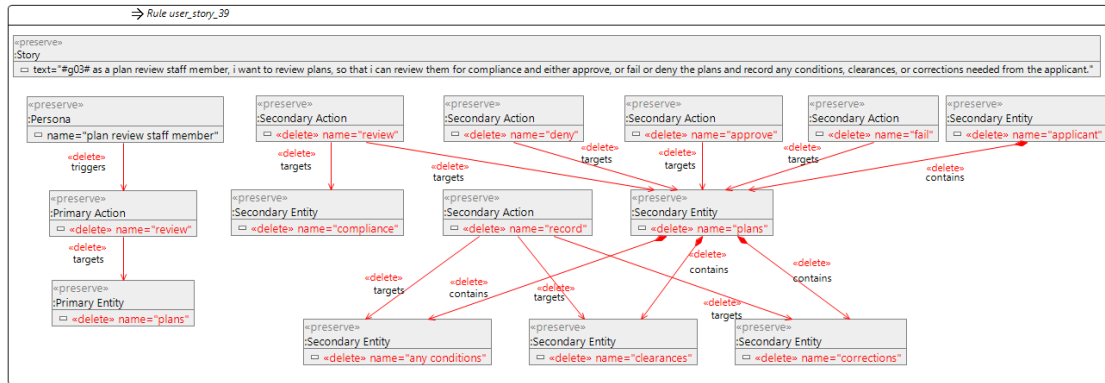 Rule user_story_39
«preserve»
:Story
text="#g03# as a plan review staff member, i want to review plans, so that i can review them for compliance and either approve, or fail or deny the plans and record any conditions, clearances, or corrections needed from the applicant."
«preserve»
:Persona
name="plan review staff member"
«preserve»
:Secondary Action
«delete» name="review"
«preserve»
:Secondary Action
«delete» name="deny"
«preserve»
:Secondary Action
«delete» name="approve"
«preserve»
:Secondary Action
«delete» name="fail"
«preserve»
:Secondary Entity
«delete» name="applicant"
«delete»
triggers
«delete»
targets
«delete»
targets
«delete»
targets
«delete»
targets
«delete»
targets
«delete»
contains
«preserve»
:Primary Action
«delete» name="review"
«preserve»
:Secondary Entity
«delete» name="compliance"
«preserve»
:Secondary Action
«delete» name="record"
«preserve»
:Secondary Entity
«delete» name="plans"
«delete»
targets
«delete»
targets
«delete»
contains
«delete»
targets
«delete»
contains
«delete»
targets
«delete»
contains
«preserve»
:Primary Entity
«delete» name="plans"
«preserve»
:Secondary Entity
«delete» name="any conditions"
«preserve»
:Secondary Entity
«delete» name="clearances"
«preserve»
:Secondary Entity
«delete» name="corrections"